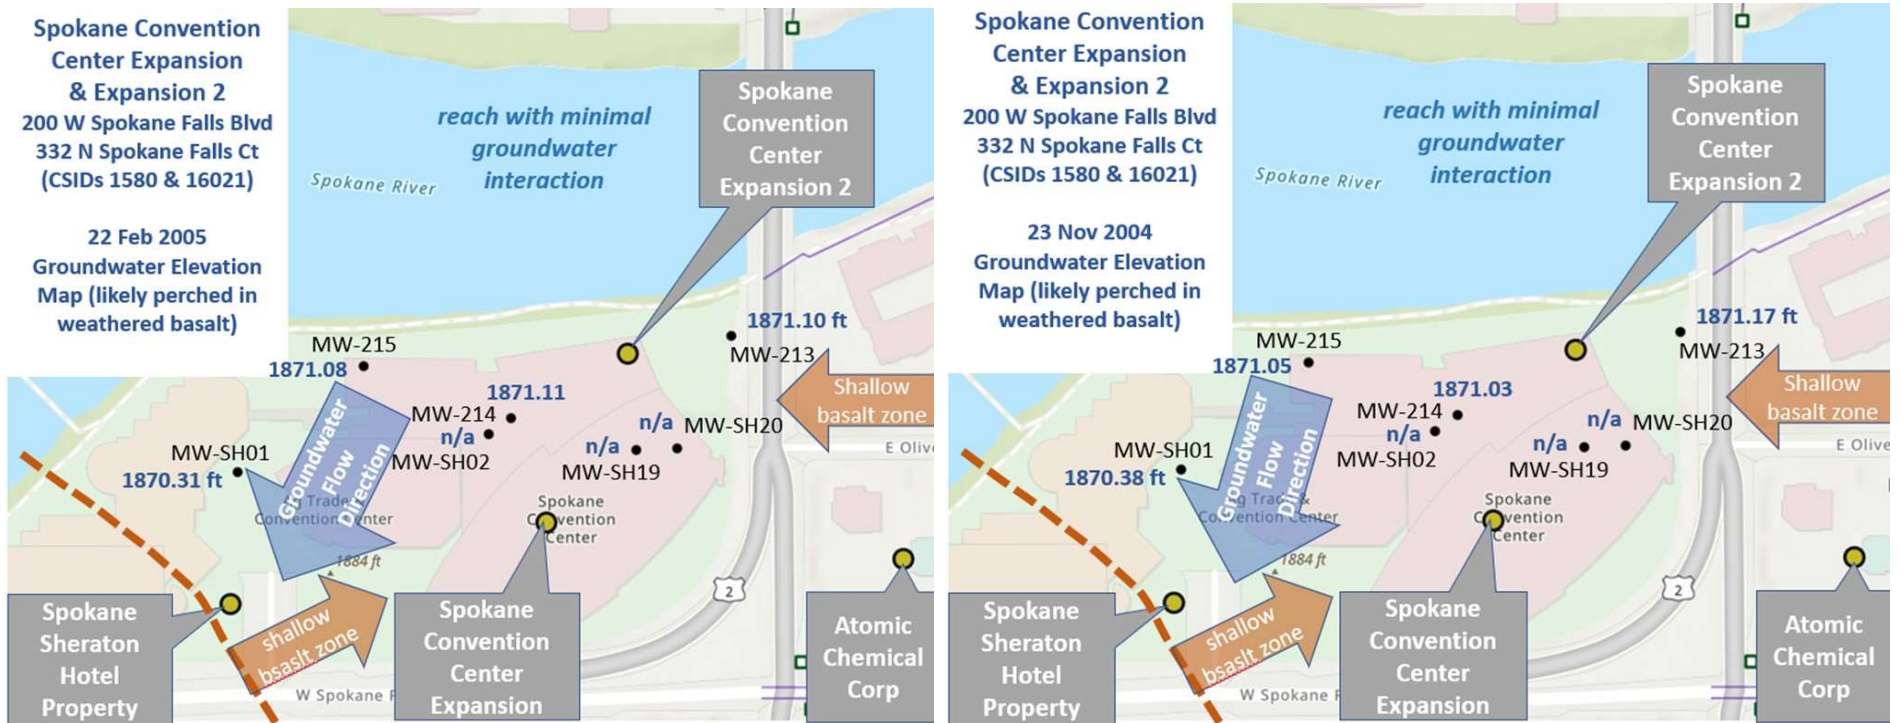 Spokane Convention
Center Expansion
& Expansion 2
200 W Spokane Falls Blvd
332 N Spokane Falls Ct
(CSIDs 1580 & 16021)
22 Feb 2005
Groundwater Elevation
Map (likely perched in
weathered basalt)
reach with minimal
groundwater
interaction
Spokane River
Spokane
Convention
Center
Expansion 2
1871.10 ft
MW-213
MW-215
1871.08
1871.11
MW-214
n/a
MW-SH02
n/a
MW-SH20
n/a
MW-SH19
MW-SH01
1870.31 ft
Groundwater
Flow
Direction
Shallow
basalt zone
E Olive
g Trade &
Convention Center
Spokane
Convention
Center
1884 ft
2
shallow
bsaslt zone
Spokane
Sheraton
Hotel
Property
Spokane
Convention
Center
Expansion
Atomic
Chemical
Corp
W Spokane F
Spokane Convention
Center Expansion
& Expansion 2
200 W Spokane Falls Blvd
332 N Spokane Falls Ct
(CSIDs 1580 & 16021)
23 Nov 2004
Groundwater Elevation
Map (likely perched in
weathered basalt)
reach with minimal
groundwater
interaction
Spokane River
Spokane
Convention
Center
Expansion 2
1871.17 ft
MW-213
MW-215
1871.05
1871.03
MW-214
n/a
MW-SH02
n/a
MW-SH20
n/a
MW-SH19
MW-SH01
1870.38 ft
Groundwater
Flow
Direction
Shallow
basalt zone
E Olive
g Trade &
Convention Center
Spokane
Convention
Center
1884 ft
2
shallow
bsaslt zone
Spokane
Sheraton
Hotel
Property
Spokane
Convention
Center
Expansion
Atomic
Chemical
Corp
W Spokane F